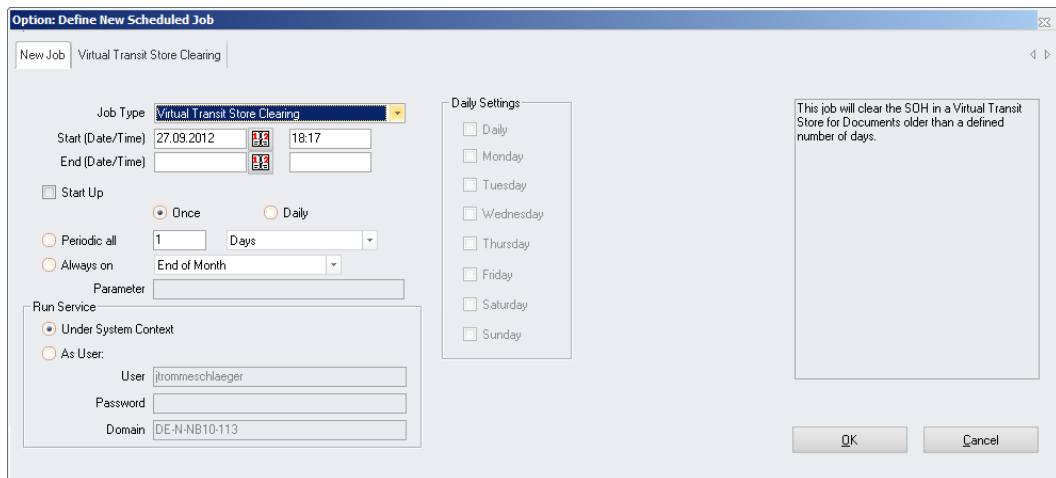 Option: Define New Scheduled Job
New Job
Virtual Transit Store Clearing
Job Type
Virtual Transit Store Clearing
Start (Date/Time)
27.09.2012
18:17
End (Date/Time)
Start Up
Once
Daily
Periodic all
1
Days
Always on
End of Month
Parameter
Run Service
Under System Context
As User:
User
jtrommeschlaeger
Password
Domain
DE-N-NB10-113
Daily Settings
Daily
Monday
Tuesday
Wednesday
Thursday
Friday
Saturday
Sunday
This job will clear the SOH in a Virtual Transit
Store for Documents older than a defined
number of days.
OK
Cancel